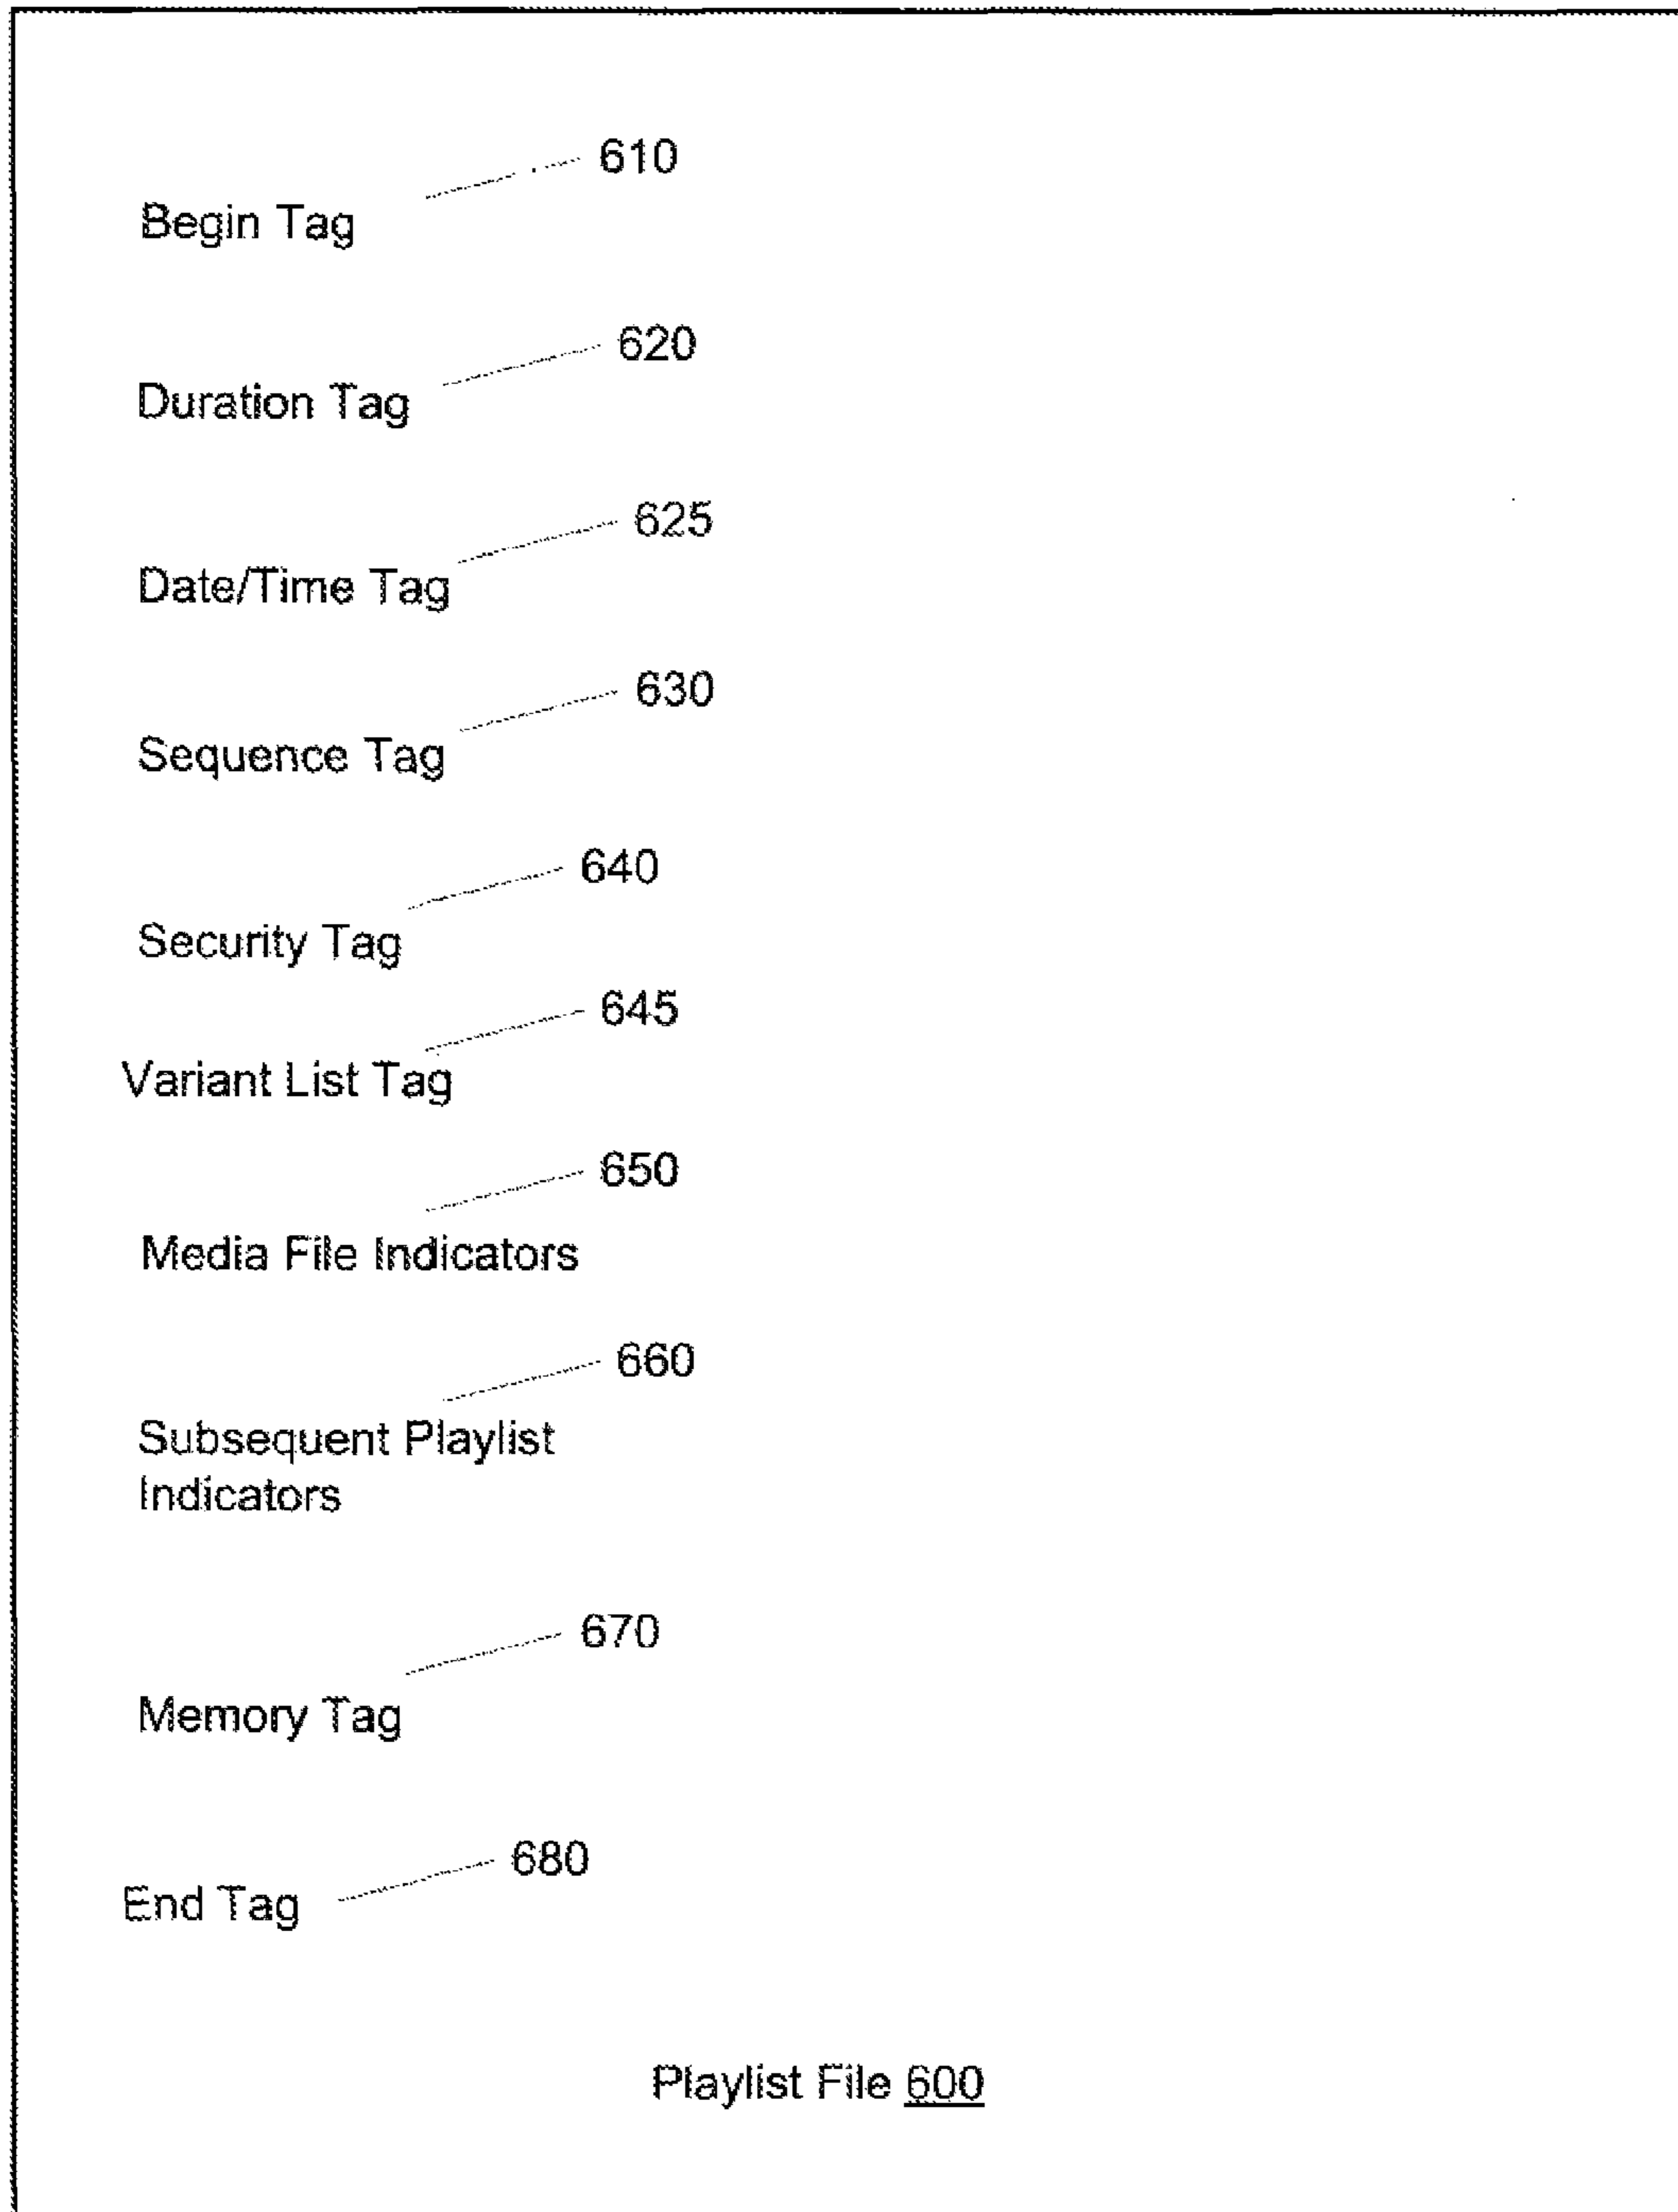 610
Begin Tag
620
Duration Tag
625
Date/Time Tag
630
Sequence Tag
640
Security Tag
645
Variant List Tag
650
Media File Indicators
660
Subsequent Playlist
Indicators
670
Memory Tag
680
End Tag
Playlist File 600